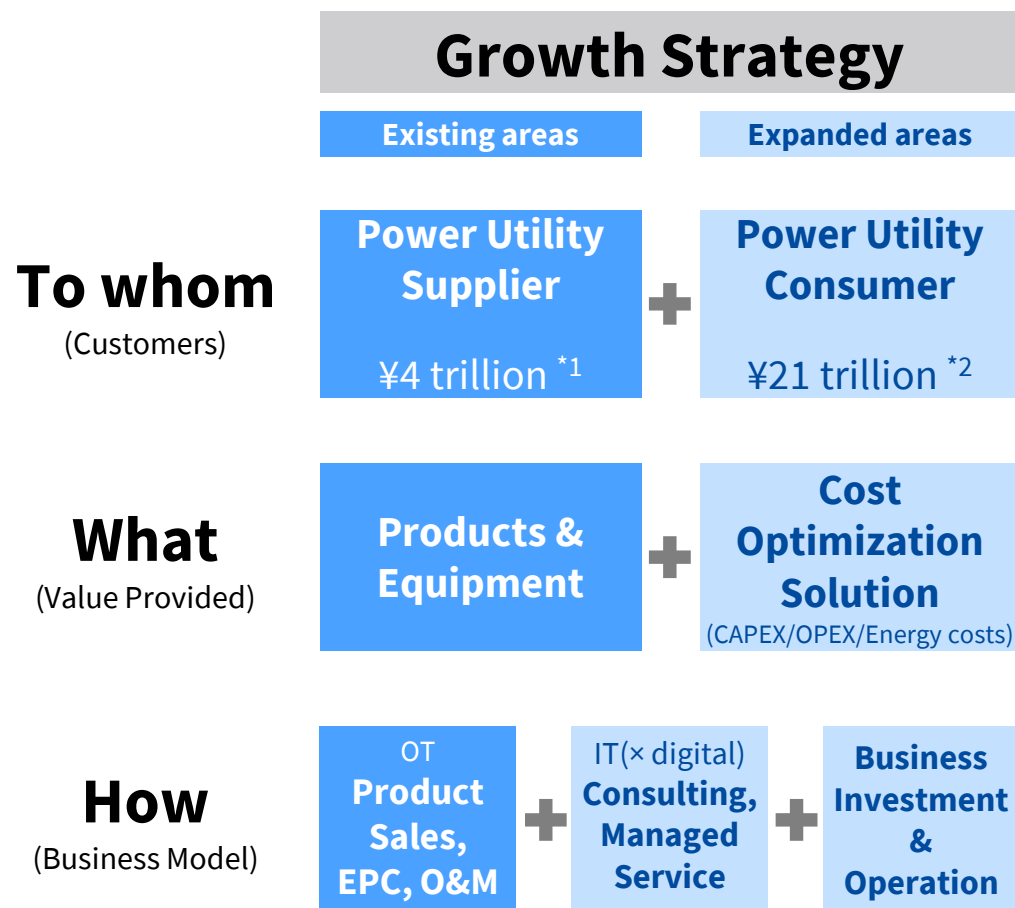 Growth Strategy
Existing areas
Expanded areas
To whom
(Customers)
Power Utility
Supplier
¥4 trillion *1
Power Utility
Consumer
¥21 trillion *2
What
(Value Provided)
Products &
Equipment
Cost
Optimization
Solution
(CAPEX/OPEX/Energy costs)
How
(Business Model)
OT
Product
Sales,
EPC, O&M
IT(× digital)
Consulting,
Managed
Service
Business
Investment
&
Operation